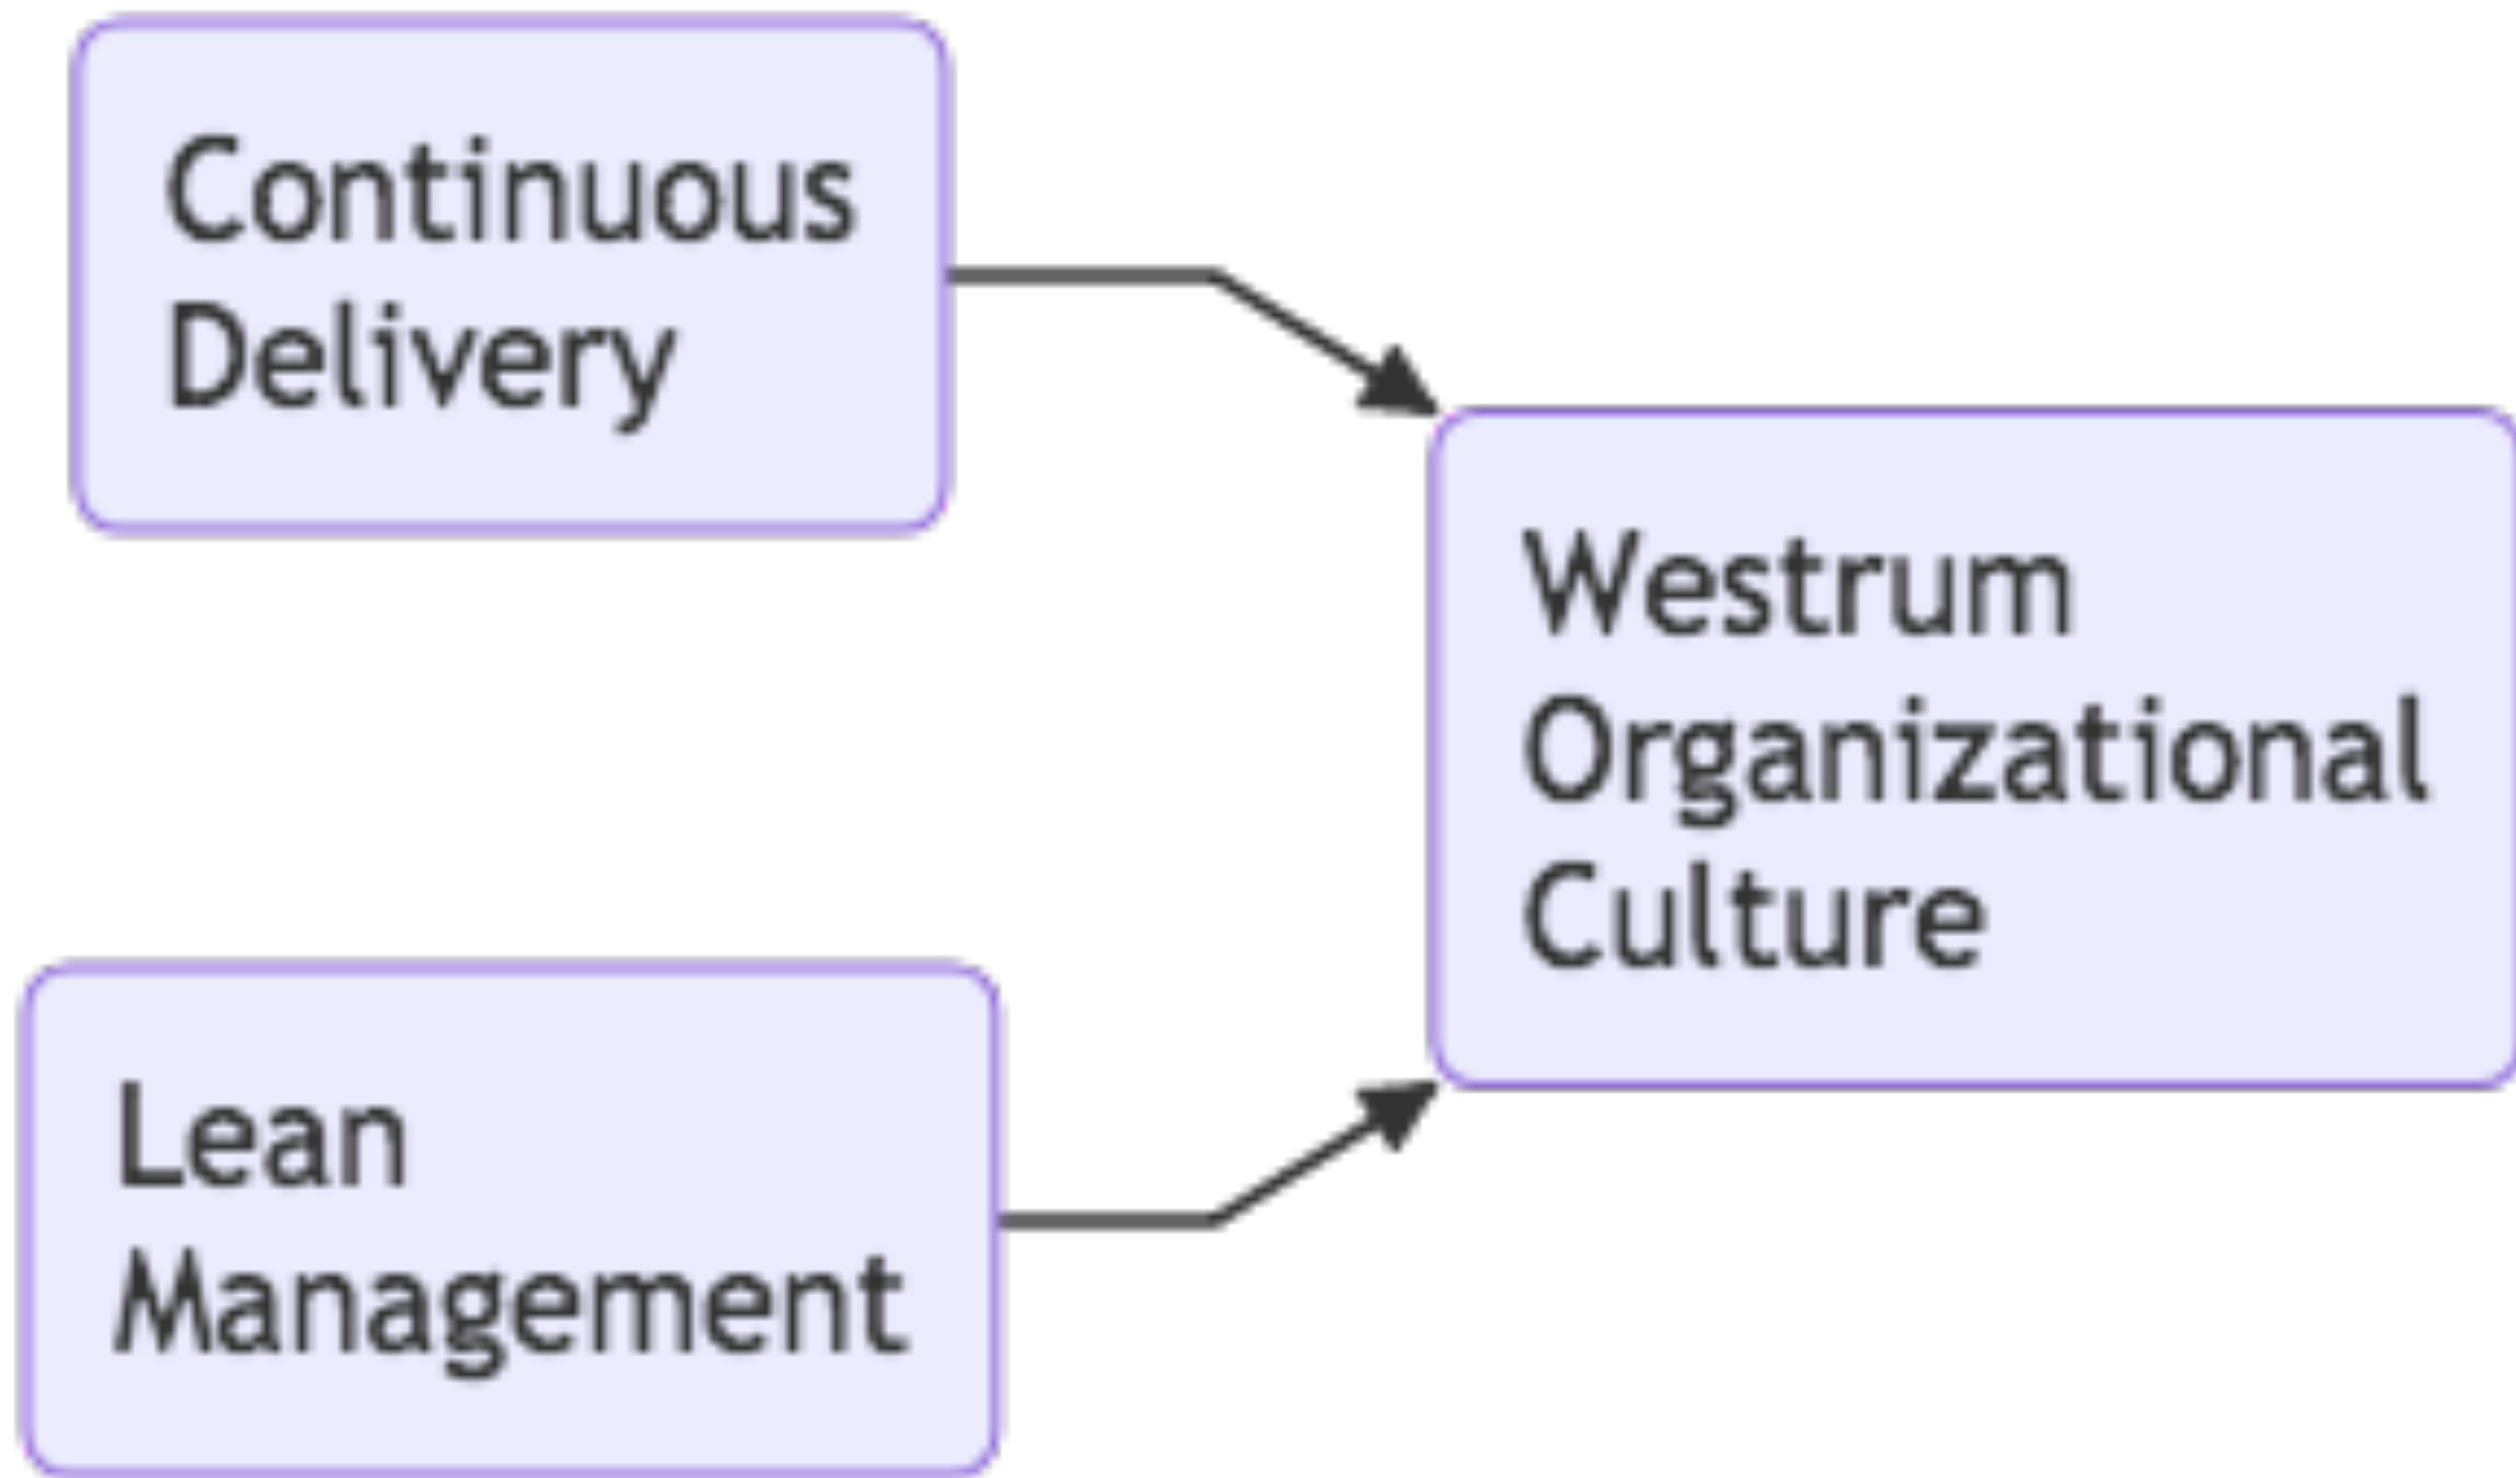 Continuous
Delivery
Westrum
Organizational
Culture
Lean
Management